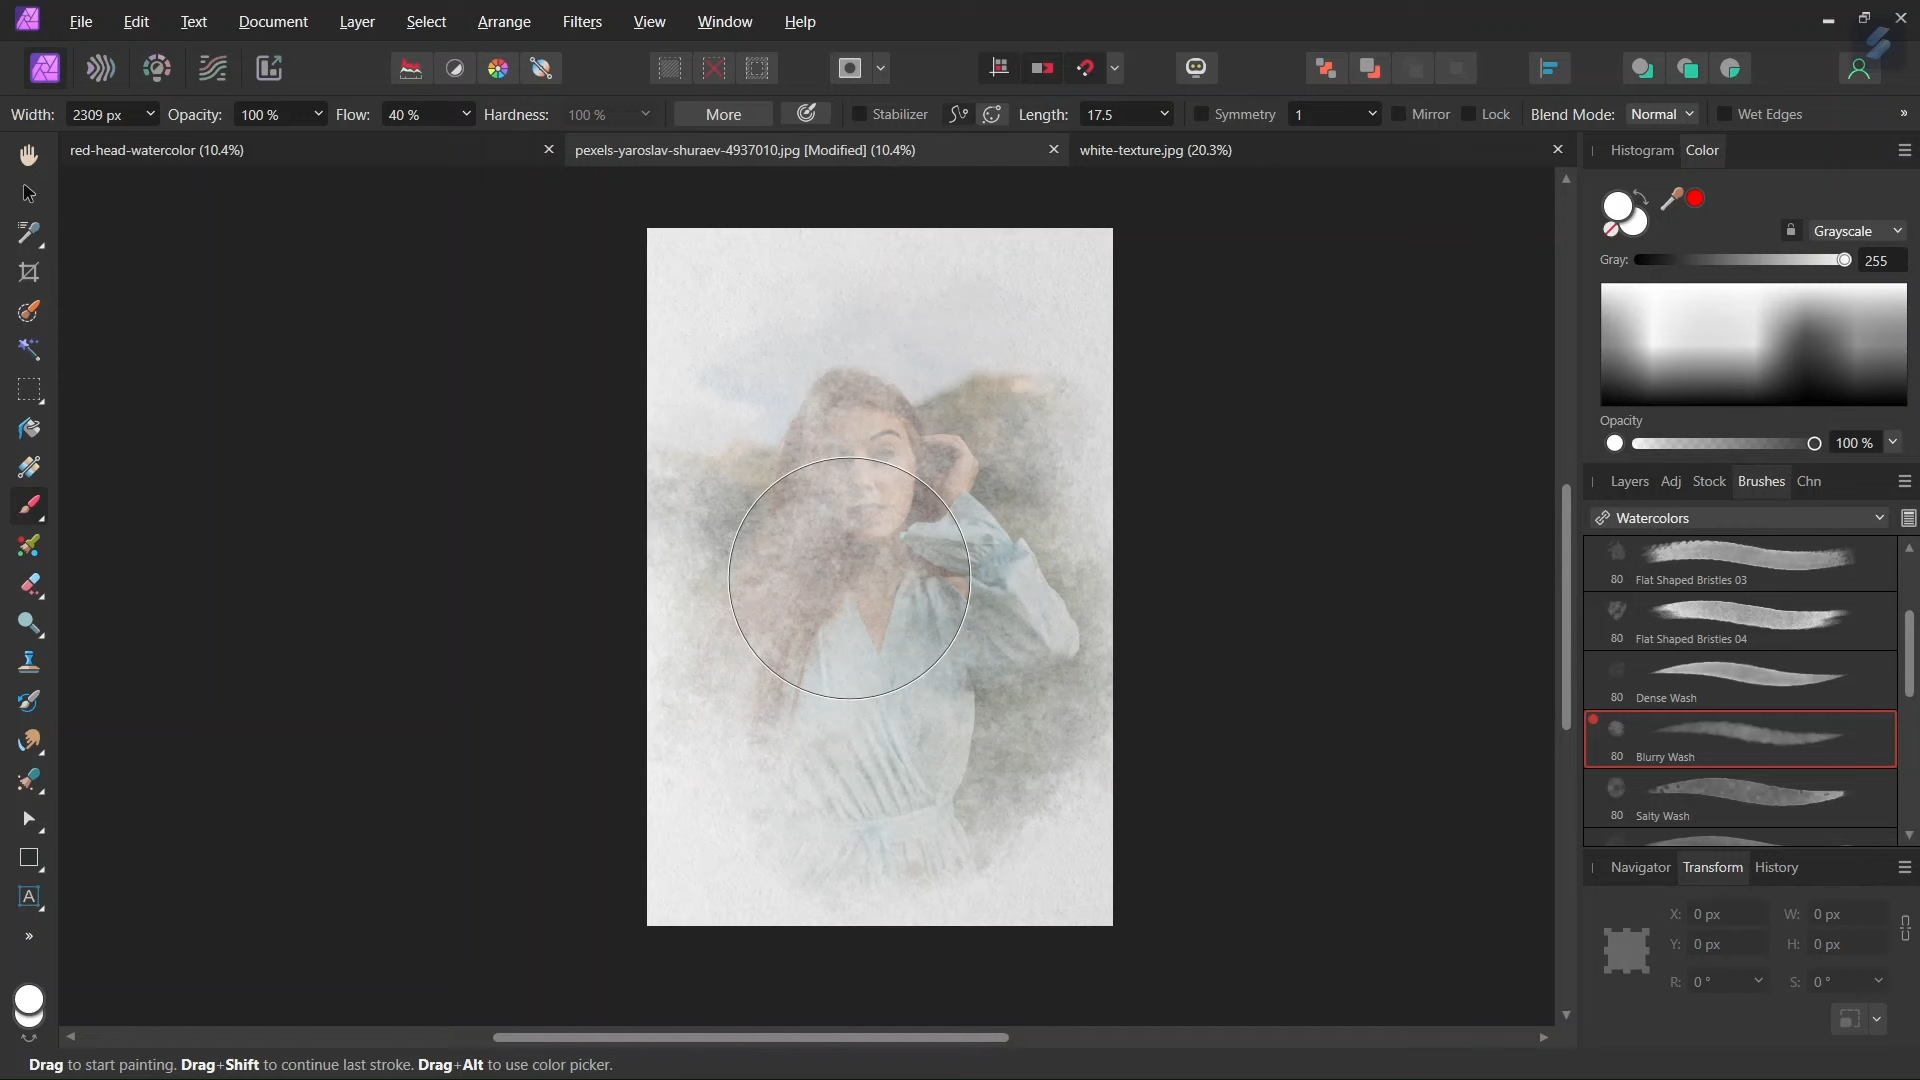 File Edit Text Document Layer Select Arrange Filters View Window Help
Width: 2309 px Opacity: 100 % Flow: 40 % Hardness: 100 % More Stabilizer Length: 17.5 Symmetry 1 Mirror Lock Blend Mode: Normal Wet Edges »
red-head-watercolor (10.4%)
pexels-yaroslav-shuraev-4937010.jpg [Modified] (10.4%)
white-texture.jpg (20.3%)
Histogram Color
Grayscale
Gray: 255
Opacity
100 %
Layers Adj Stock Brushes Chn
Watercolors
80 Flat Shaped Bristles 03
80 Flat Shaped Bristles 04
80 Dense Wash
80 Blurry Wash
80 Salty Wash
Navigator Transform History
X: 0 px W: 0 px
Y: 0 px H: 0 px
R: 0 ° S: 0 °
A
»
Drag to start painting. Drag+Shift to continue last stroke. Drag+Alt to use color picker.